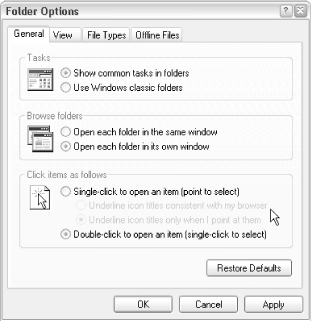 Folder Options
General View File Types Offline Files
Tasks
Show common tasks in folders
Use Windows classic folders
Browse folders
Open each folder in the same window
Open each folder in its own window
Click items as follows
Single-click to open an item (point to select)
Underline icon titles consistent with my browser
Underline icon titles only when I point at them
Double-click to open an item (single-click to select)
Restore Defaults
OK Cancel Apply